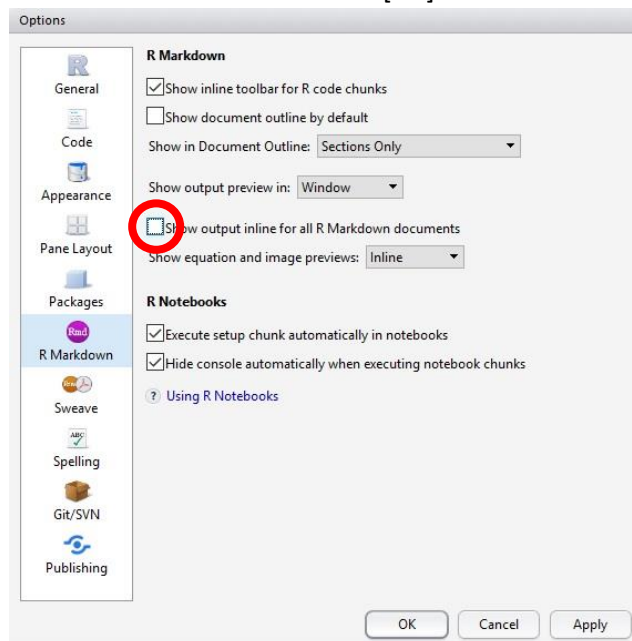 Options
General
Code
Appearance
Pane Layout
Packages
Rmd
R Markdown
Sweave
ABC
Spelling
Git/SVN
Publishing
R Markdown
Show inline toolbar for R code chunks
Show document outline by default
Show in Document Outline: Sections Only
Show output preview in: Window
Show output inline for all R Markdown documents
Show equation and image previews: Inline
R Notebooks
Execute setup chunk automatically in notebooks
Hide console automatically when executing notebook chunks
? Using R Notebooks
OK Cancel Apply